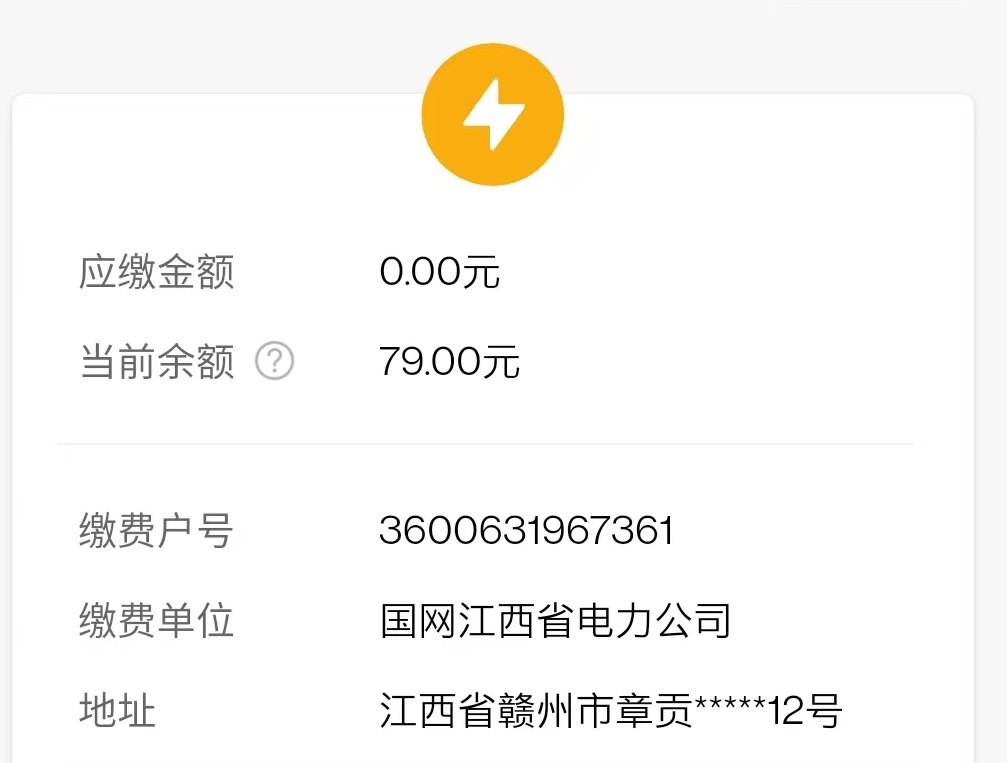 应缴金额 0.00元
当前余额 ? 79.00元
缴费户号 3600631967361
缴费单位 国网江西省电力公司
地址 江西省赣州市章贡*****12号